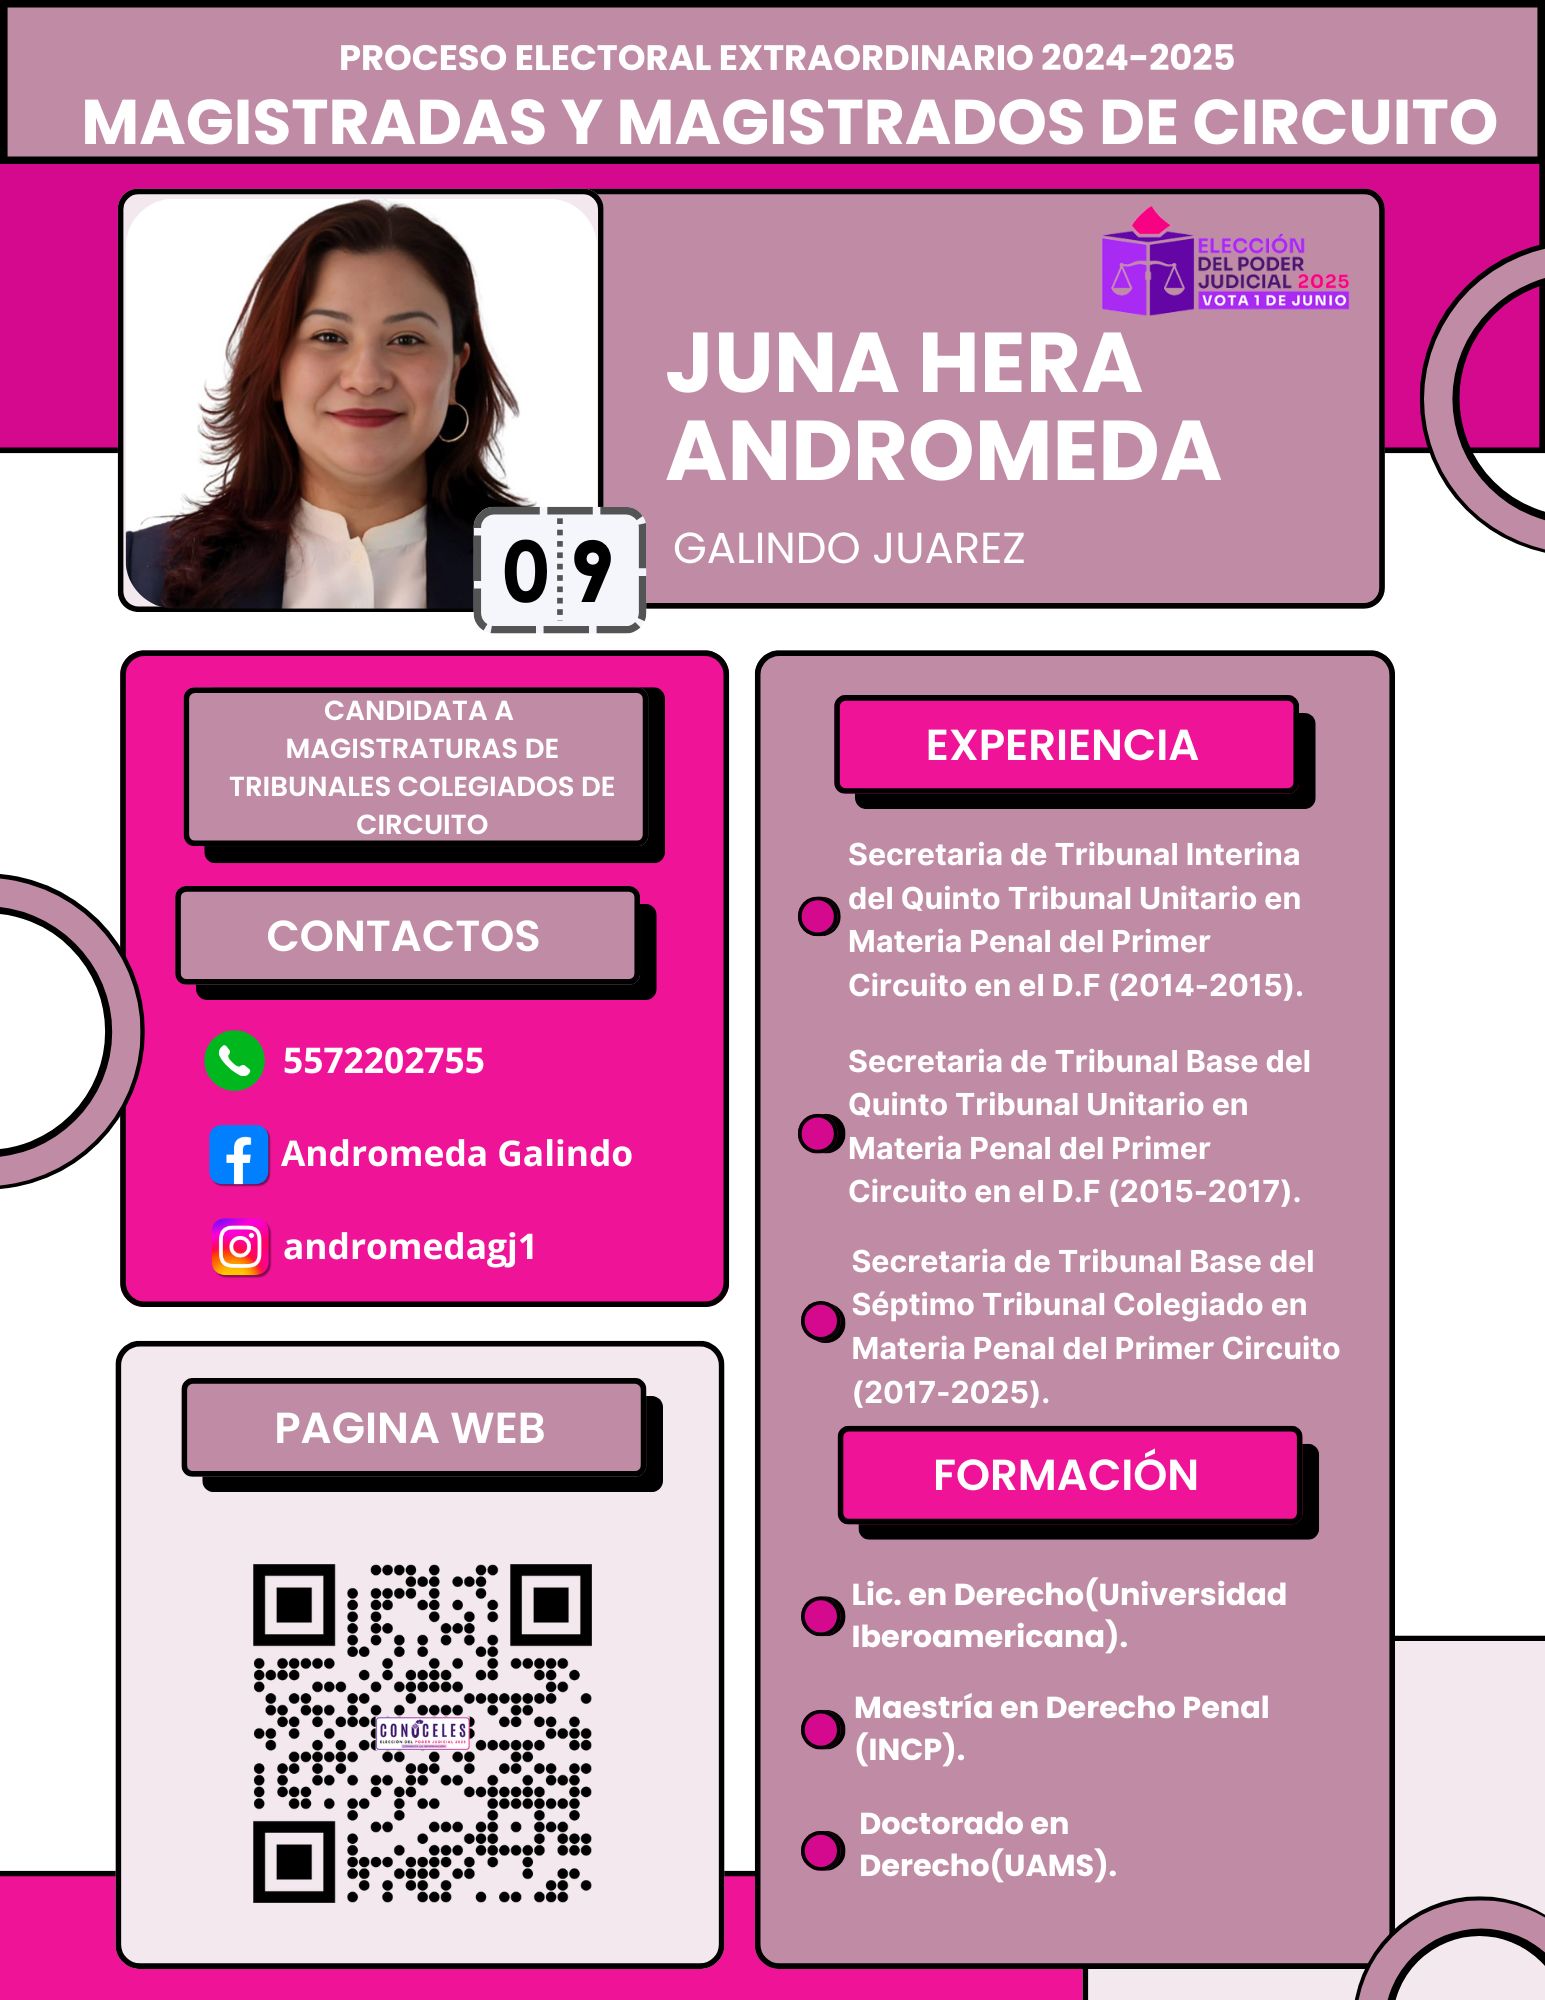 PROCESO ELECTORAL EXTRAORDINARIO 2024-2025
MAGISTRADAS Y MAGISTRADOS DE CIRCUITO
ELECCIÓN
DEL PODER
JUDICIAL 2025
VOTA 1 DE JUNIO
JUNA HERA
ANDROMEDA
GALINDO JUAREZ
09
CANDIDATA A
MAGISTRATURAS DE
TRIBUNALES COLEGIADOS DE
CIRCUITO
CONTACTOS
5572202755
Andromeda Galindo
andromedagj1
PAGINA WEB
CONÓCELES
ELECCIÓN DEL PODER JUDICIAL 2025
EXPERIENCIA
Secretaria de Tribunal Interina
del Quinto Tribunal Unitario en
Materia Penal del Primer
Circuito en el D.F (2014-2015).
Secretaria de Tribunal Base del
Quinto Tribunal Unitario en
Materia Penal del Primer
Circuito en el D.F (2015-2017).
Secretaria de Tribunal Base del
Séptimo Tribunal Colegiado en
Materia Penal del Primer Circuito
(2017-2025).
FORMACIÓN
Lic. en Derecho(Universidad
Iberoamericana).
Maestría en Derecho Penal
(INCP).
Doctorado en
Derecho(UAMS).